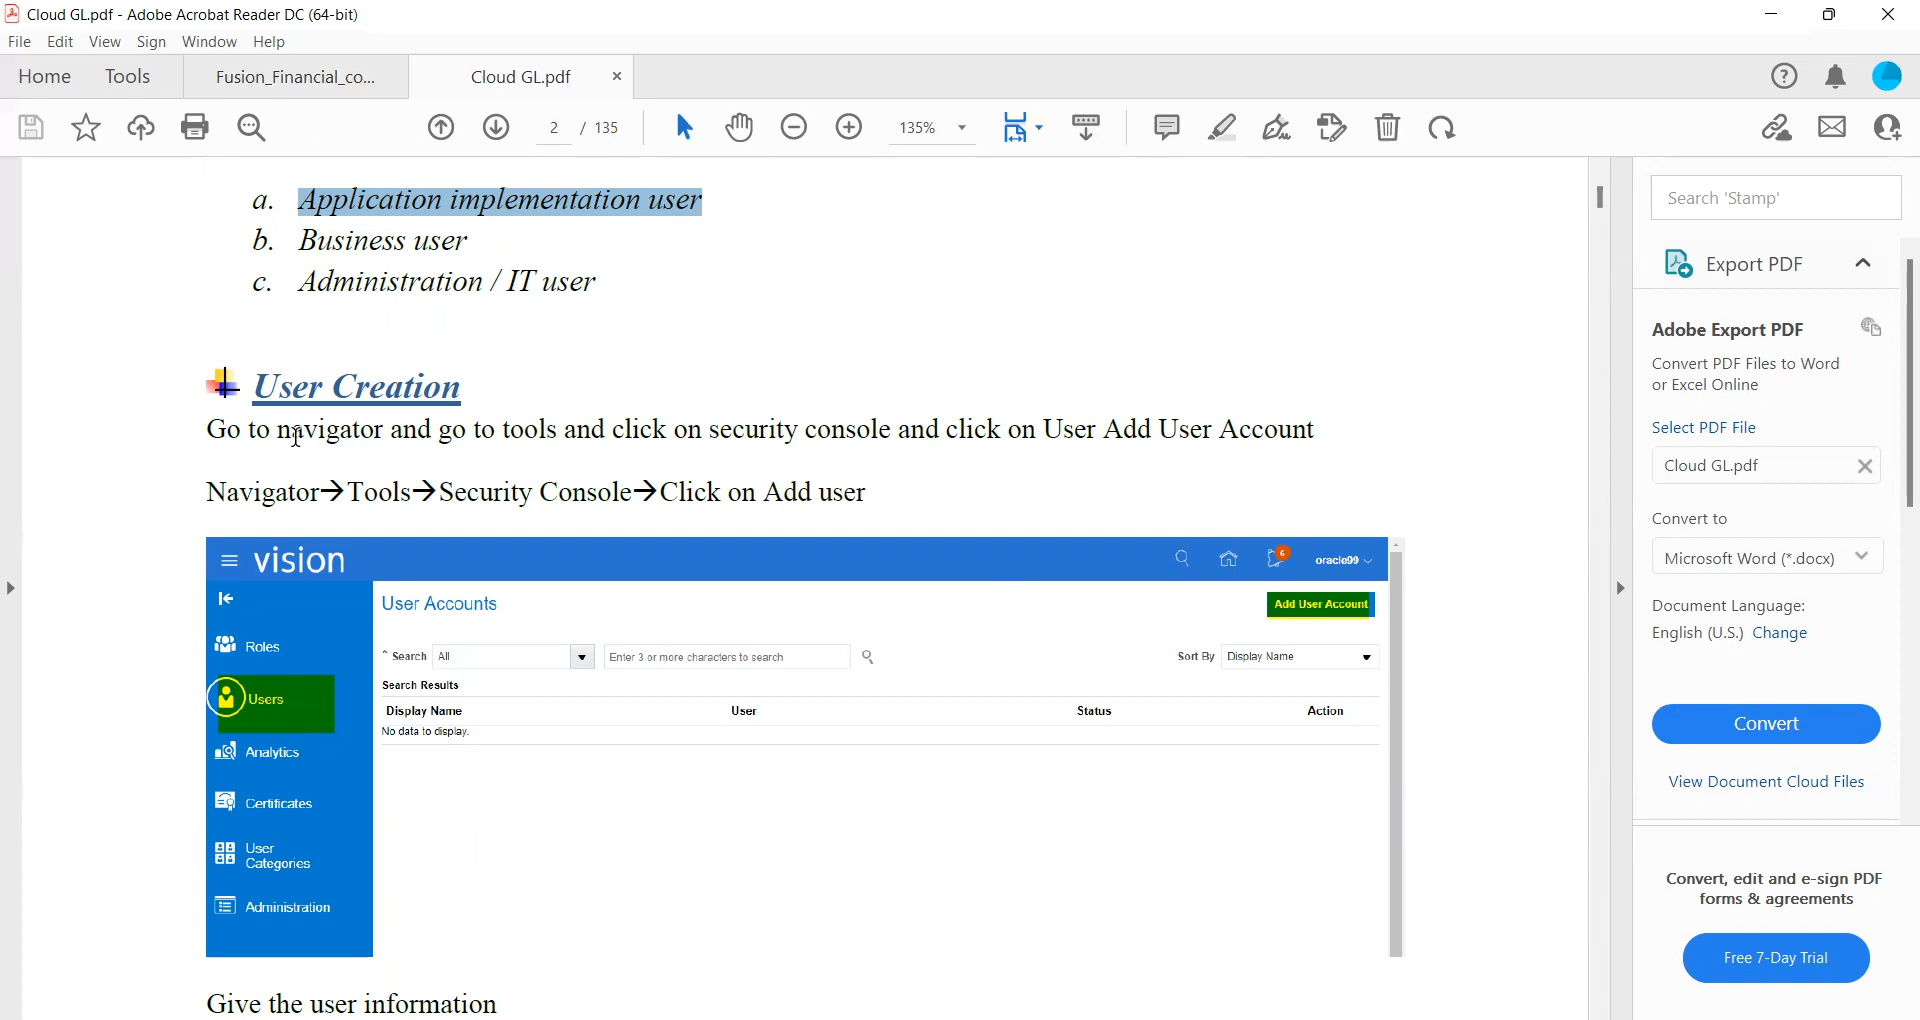 Cloud GL.pdf - Adobe Acrobat Reader DC (64-bit)
File Edit View Sign Window Help
Home Tools Fusion_Financial_co... Cloud GL.pdf
2 / 135 135%
a. Application implementation user
b. Business user
c. Administration / IT user
User Creation
Go to navigator and go to tools and click on security console and click on User Add User Account
Navigator→Tools→Security Console→Click on Add user
vision
6
oracle99
User Accounts
Add User Account
Roles
Users
Analytics
Certificates
User
Categories
Administration
Search All Enter 3 or more characters to search Sort By Display Name
Search Results
Display Name User Status Action
No data to display.
Give the user information
Search 'Stamp'
Export PDF
Adobe Export PDF
Convert PDF Files to Word
or Excel Online
Select PDF File
Cloud GL.pdf
Convert to
Microsoft Word (*.docx)
Document Language:
English (U.S.) Change
Convert
View Document Cloud Files
Convert, edit and e-sign PDF
forms & agreements
Free 7-Day Trial